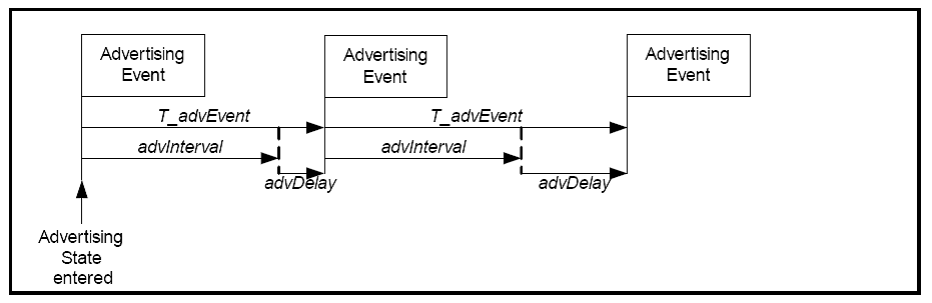 Advertising
Event
Advertising
Event
Advertising
Event
T_advEvent
T_advEvent
advInterval
advInterval
advDelay
advDelay
Advertising
State
entered